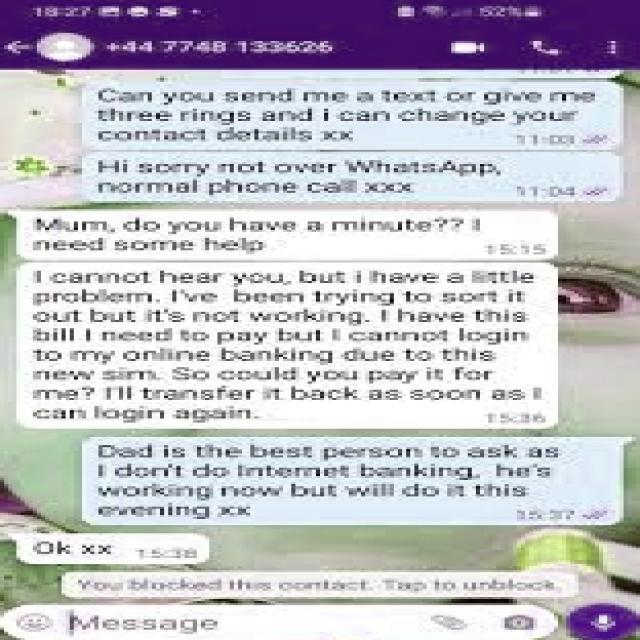 18:27
52%
+44 7748 133626
Can you send me a text or give me
three rings and i can change your
contact details xx
11:03
Hi sorry not over WhatsApp,
normal phone call xxx
11:04
Mum, do you have a minute?? I
need some help
15:15
I cannot hear you, but i have a little
problem. I've been trying to sort it
out but it's not working. I have this
bill I need to pay but I cannot login
to my online banking due to this
new sim. So could you pay it for
me? I'll transfer it back as soon as I
can login again.
15:36
Dad is the best person to ask as
I don't do Internet banking, he's
working now but will do it this
evening xx
15:37
Ok xx
15:38
You blocked this contact. Tap to unblock.
Message